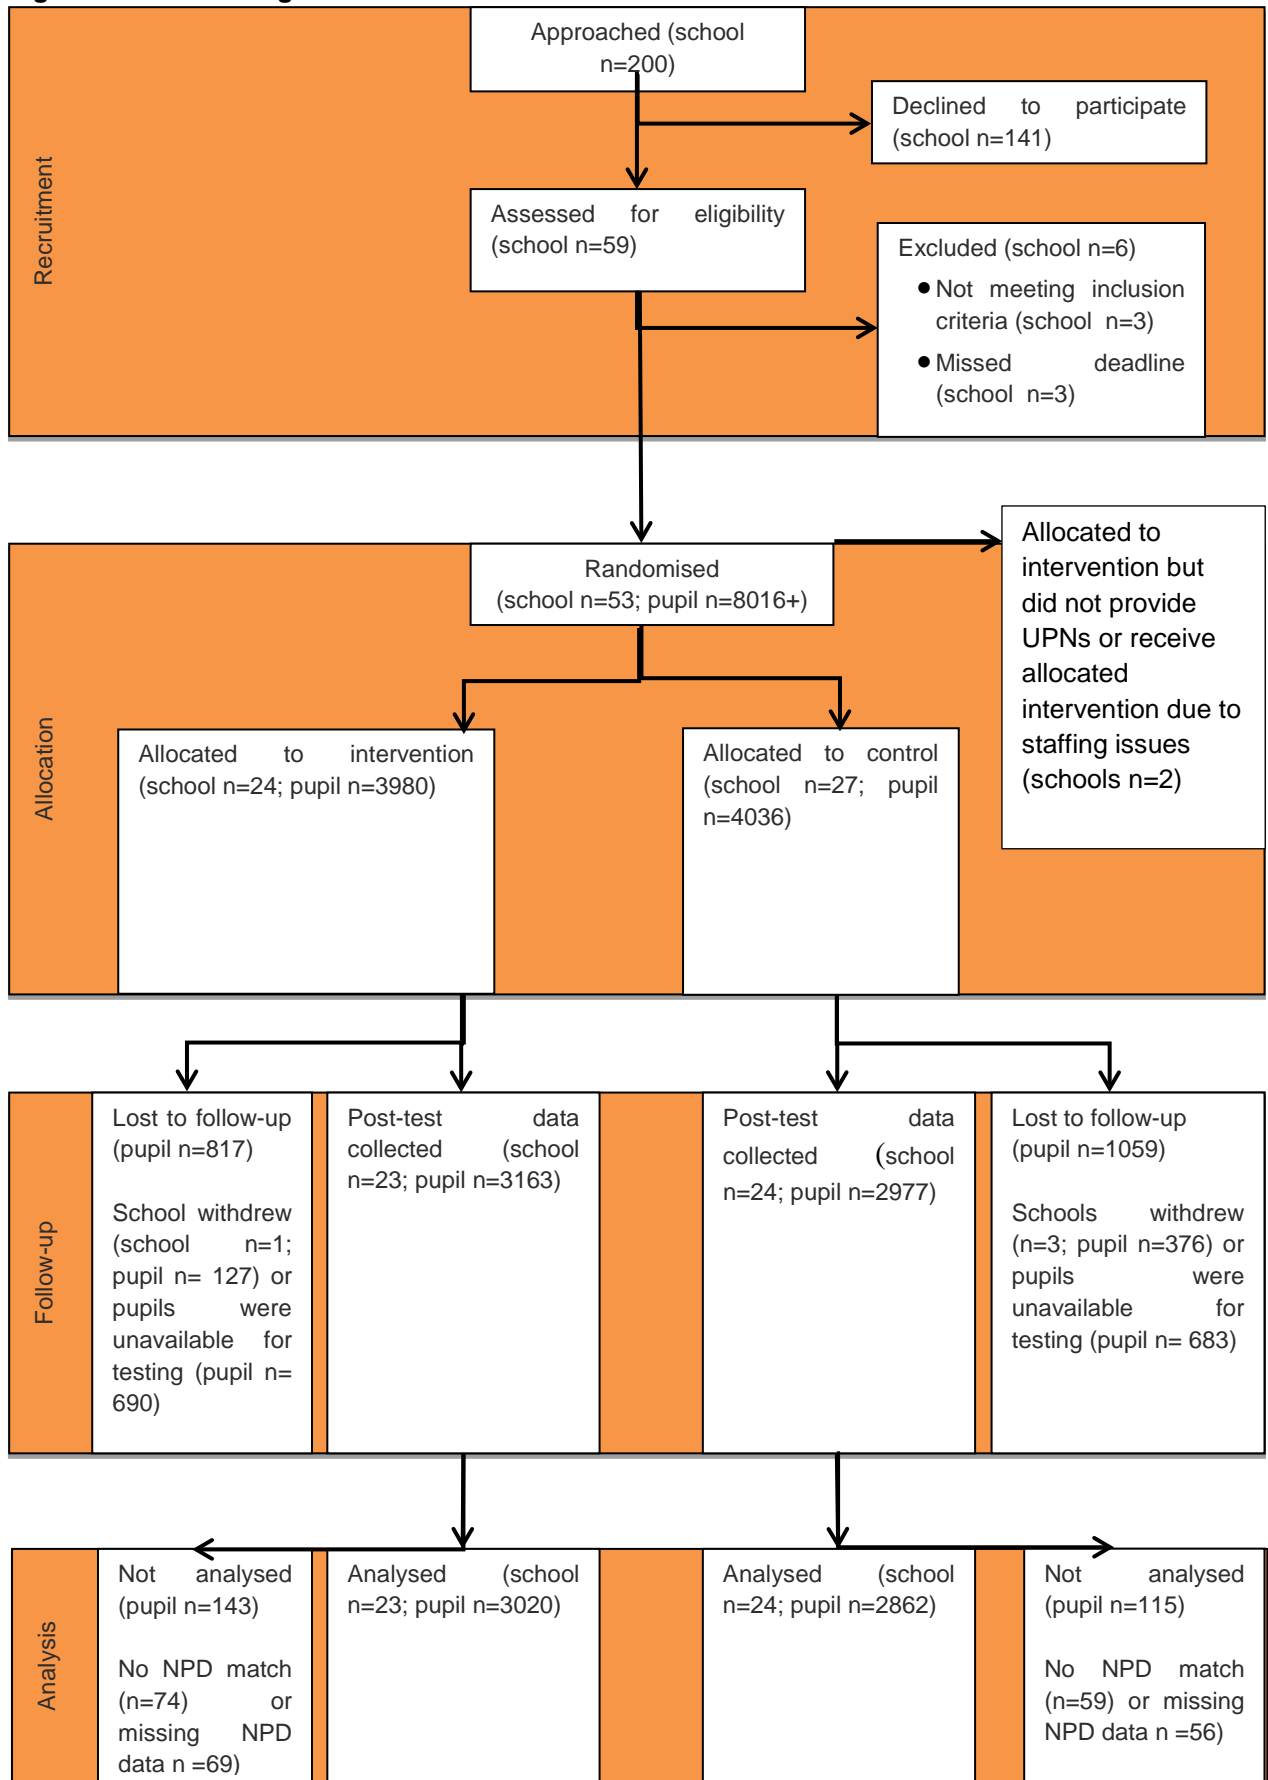 Approached (school
n=200)
Declined to participate
(school n=141)
Recruitment
Assessed for eligibility
(school n=59)
Excluded (school n=6)
● Not meeting inclusion
criteria (school n=3)
● Missed deadline
(school n=3)
Randomised
(school n=53; pupil n=8016+)
Allocated to
intervention but
did not provide
UPNs or receive
allocated
intervention due to
staffing issues
(schools n=2)
Allocation
Allocated to intervention
(school n=24; pupil n=3980)
Allocated to control
(school n=27; pupil
n=4036)
Follow-up
Lost to follow-up
(pupil n=817)
School withdrew
(school n=1;
pupil n= 127) or
pupils were
unavailable for
testing (pupil n=
690)
Post-test data
collected (school
n=23; pupil n=3163)
Post-test data
collected (school
n=24; pupil n=2977)
Lost to follow-up
(pupil n=1059)
Schools withdrew
(n=3; pupil n=376) or
pupils were
unavailable for
testing (pupil n= 683)
Analysis
Not analysed
(pupil n=143)
No NPD match
(n=74) or
missing NPD
data n =69)
Analysed (school
n=23; pupil n=3020)
Analysed (school
n=24; pupil n=2862)
Not analysed
(pupil n=115)
No NPD match
(n=59) or missing
NPD data n =56)